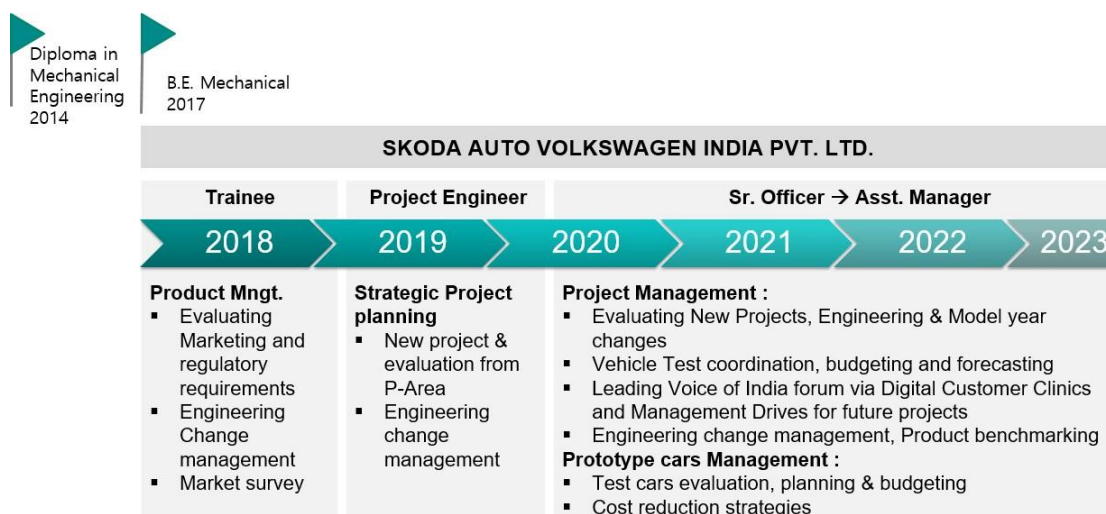 Diploma in
Mechanical
Engineering
2014
B.E. Mechanical
2017
SKODA AUTO VOLKSWAGEN INDIA PVT. LTD.
Trainee
Project Engineer
Sr. Officer → Asst. Manager
2018
2019
2020
2021
2022
2023
Product Mngt.
▪ Evaluating
Marketing and
regulatory
requirements
▪ Engineering
Change
management
▪ Market survey
Strategic Project
planning
▪ New project &
evaluation from
P-Area
▪ Engineering
change
management
Project Management :
▪ Evaluating New Projects, Engineering & Model year
changes
▪ Vehicle Test coordination, budgeting and forecasting
▪ Leading Voice of India forum via Digital Customer Clinics
and Management Drives for future projects
▪ Engineering change management, Product benchmarking
Prototype cars Management :
▪ Test cars evaluation, planning & budgeting
▪ Cost reduction strategies